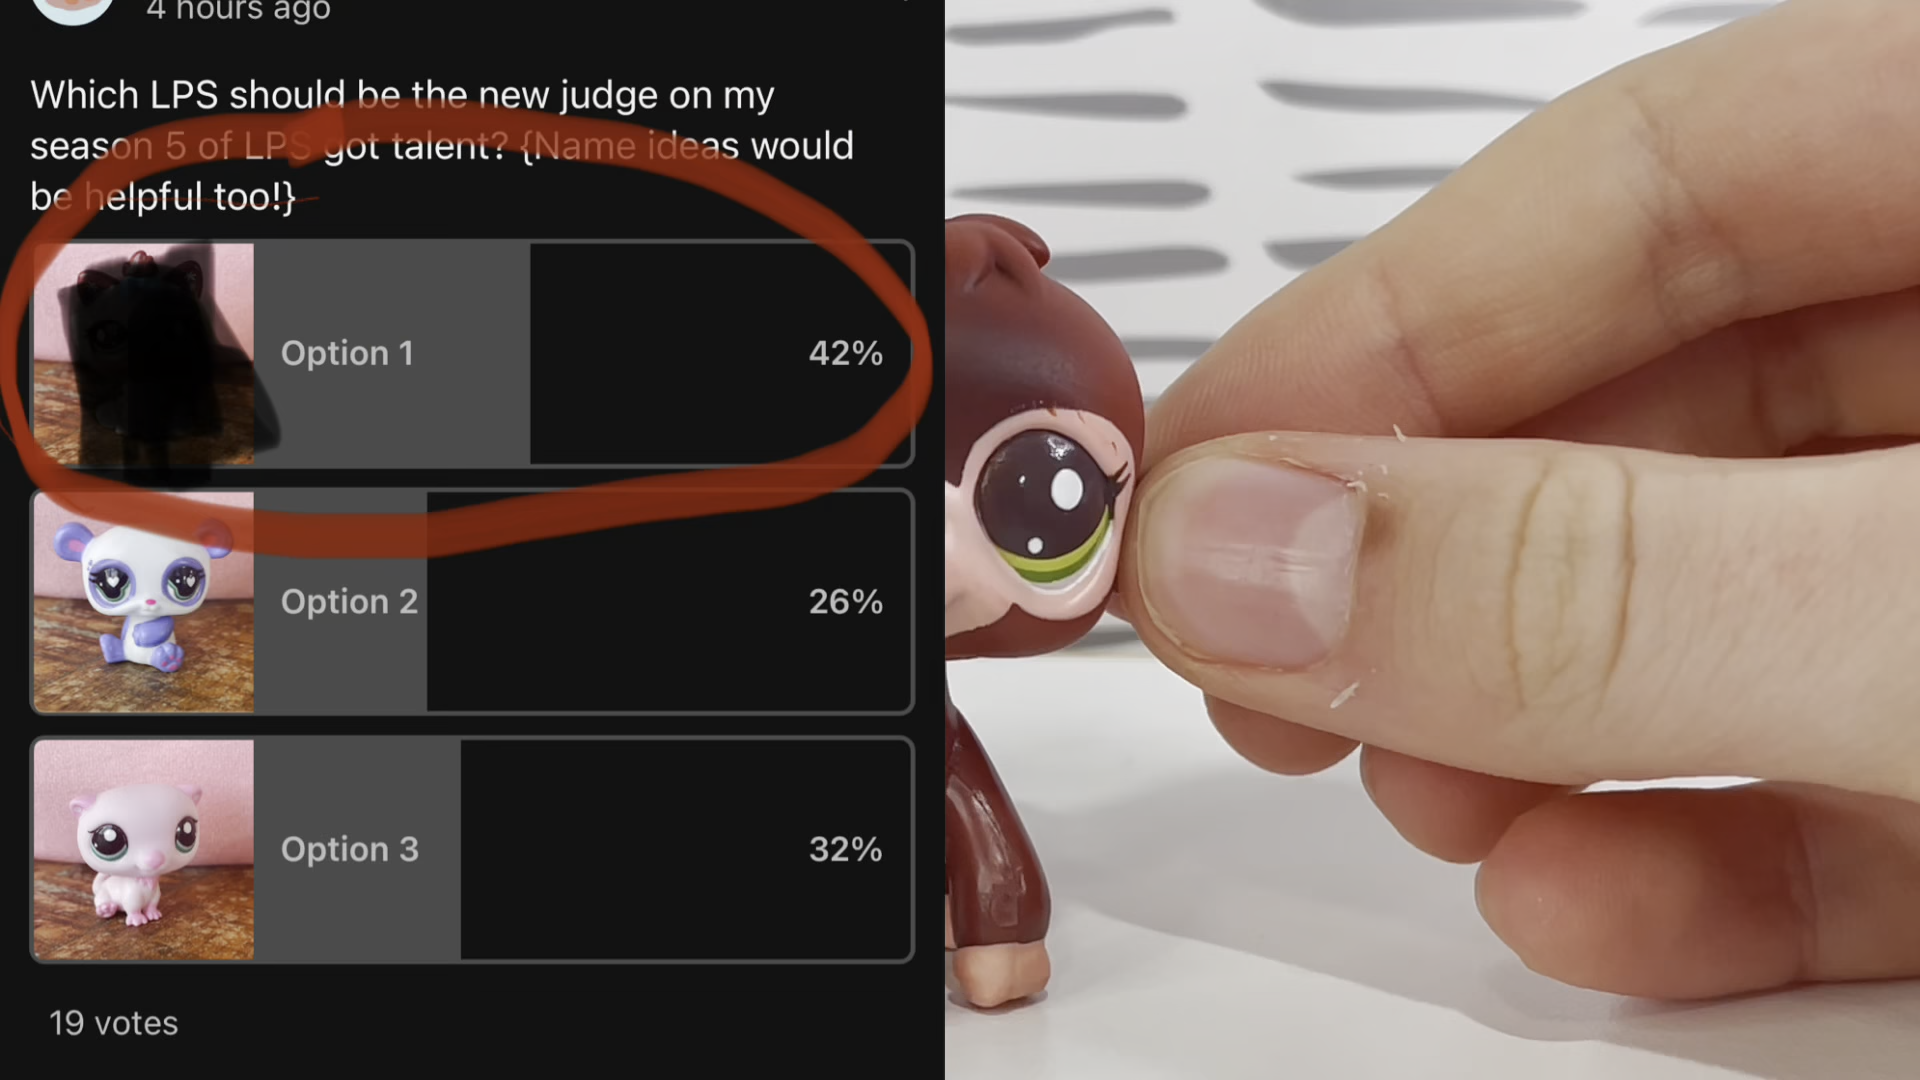 4 hours ago
Which LPS should be the new judge on my
season 5 of LPS got talent? {Name ideas would
be helpful too!}
Option 1
42%
Option 2
26%
Option 3
32%
19 votes